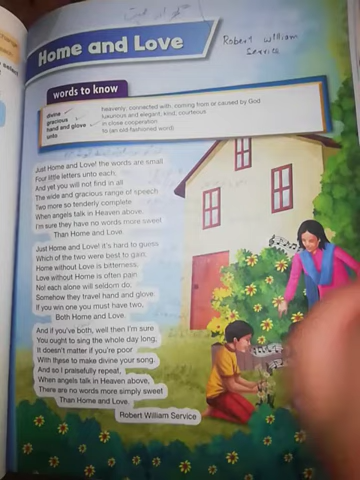 Home and Love
Robert William
Service
words to know
divine heavenly; connected with, coming from or caused by God
gracious luxurious and elegant, kind, courteous
hand and glove in close cooperation
unto to (an old fashioned word)
Just Home and Love! the words are small
Four little letters unto each;
And yet you will not find in all
The wide and gracious range of speech
Two more so tenderly complete
When angels talk in Heaven above,
I'm sure they have no words more sweet
Than Home and Love.
Just Home and Love! it's hard to guess
Which of the two were best to gain;
Home without Love is bitterness;
Love without Home is often pain.
No! each alone will seldom do;
Somehow they travel hand and glove:
If you win one you must have two,
Both Home and Love.
And if you've both, well then I'm sure
You ought to sing the whole day long;
It doesn't matter if you're poor
With these to make divine your song.
And so I praisefully repeat,
When angels talk in Heaven above,
There are no words more simply sweet
Than Home and Love.
Robert William Service